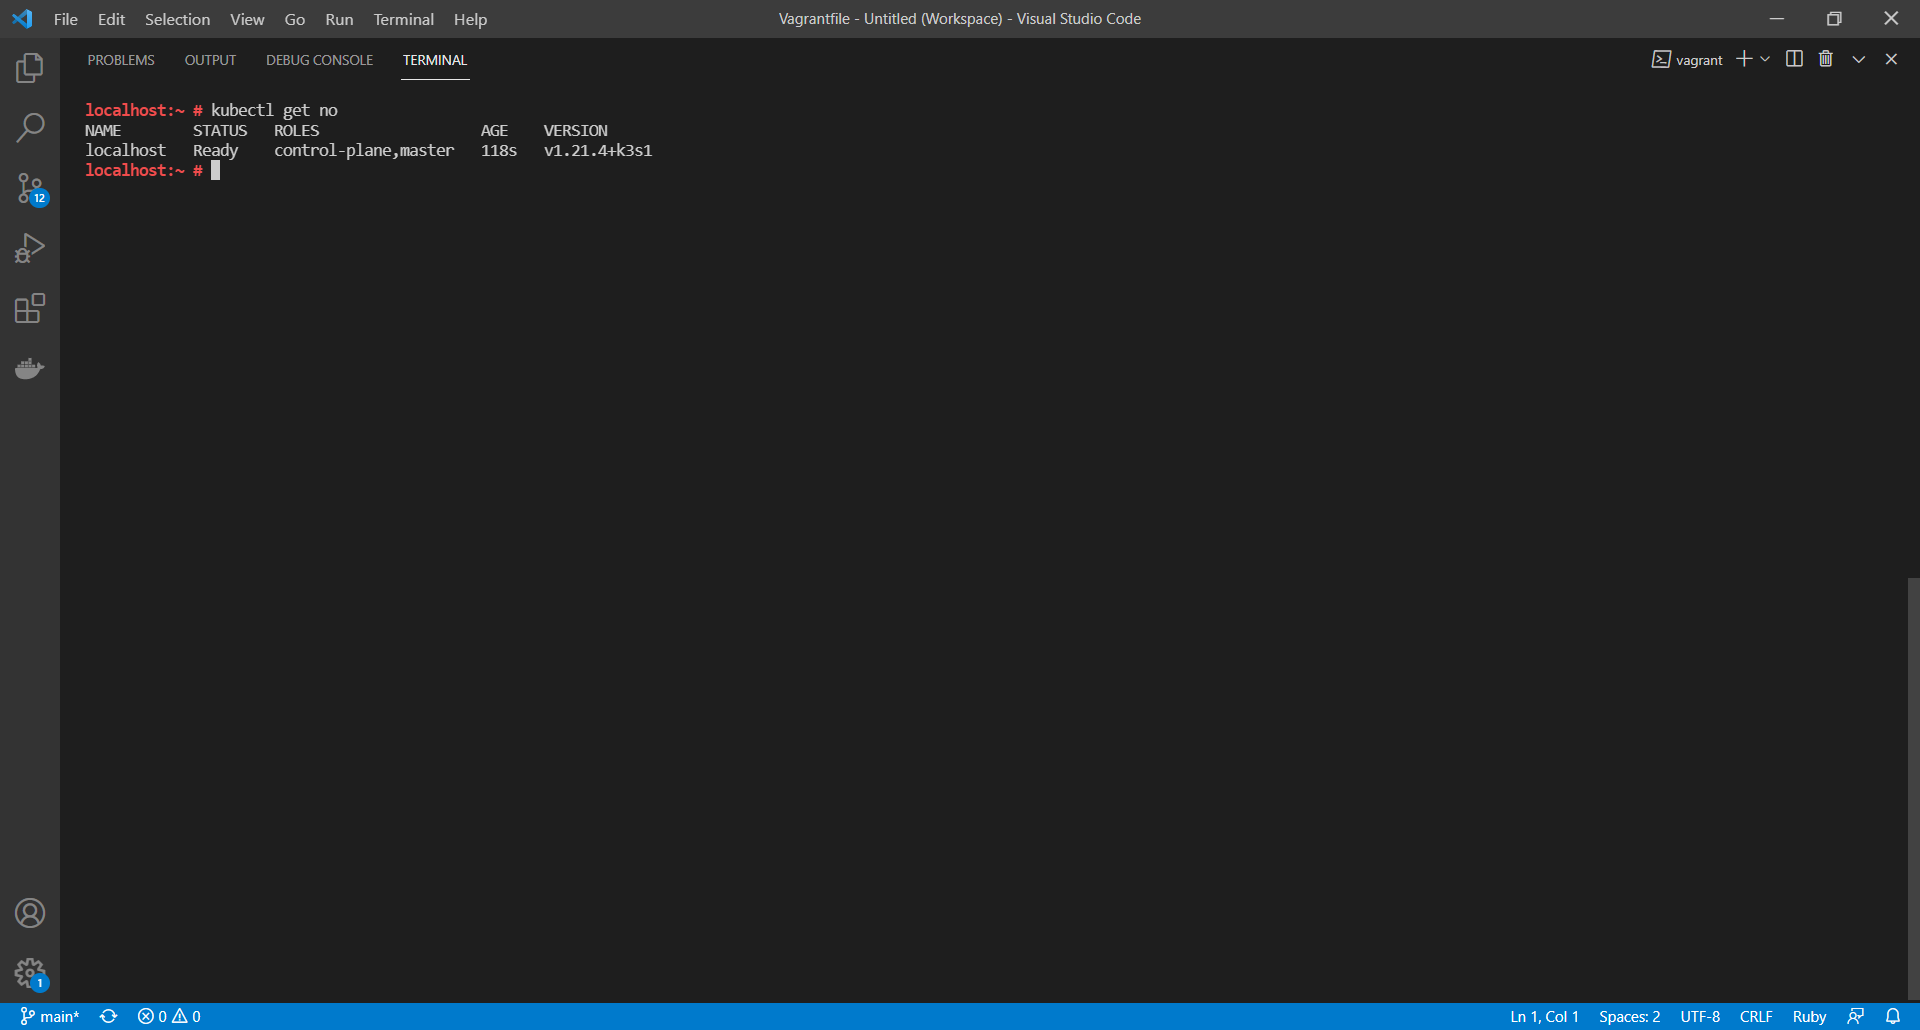 File Edit Selection View Go Run Terminal Help Vagrantfile - Untitled (Workspace) - Visual Studio Code
PROBLEMS OUTPUT DEBUG CONSOLE TERMINAL vagrant
localhost:~ # kubectl get no
NAME STATUS ROLES AGE VERSION
localhost Ready control-plane,master 118s v1.21.4+k3s1
localhost:~ #
12
1
main* 0 0 Ln 1, Col 1 Spaces: 2 UTF-8 CRLF Ruby